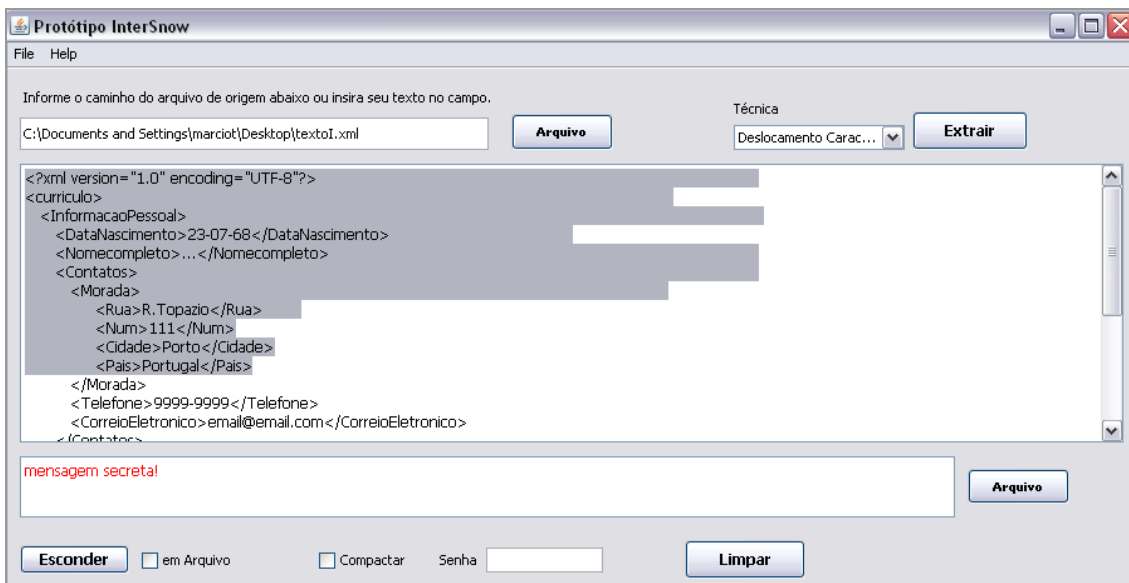 Protótipo InterSnow
File Help
Informe o caminho do arquivo de origem abaixo ou insira seu texto no campo.
Técnica
C:\Documents and Settings\marciot\Desktop\textoI.xml
Arquivo
Deslocamento Carac...
Extrair
<?xml version="1.0" encoding="UTF-8"?>
<curriculo>
<InformacaoPessoal>
<DataNascimento>23-07-68</DataNascimento>
<Nomecompleto>...</Nomecompleto>
<Contatos>
<Morada>
<Rua>R.Topazio</Rua>
<Num>111</Num>
<Cidade>Porto</Cidade>
<Pais>Portugal</Pais>
</Morada>
<Telefone>9999-9999</Telefone>
<CorreioEletronico>email@email.com</CorreioEletronico>
</Contatos>
mensagem secreta!
Arquivo
Esconder
em Arquivo
Compactar
Senha
Limpar